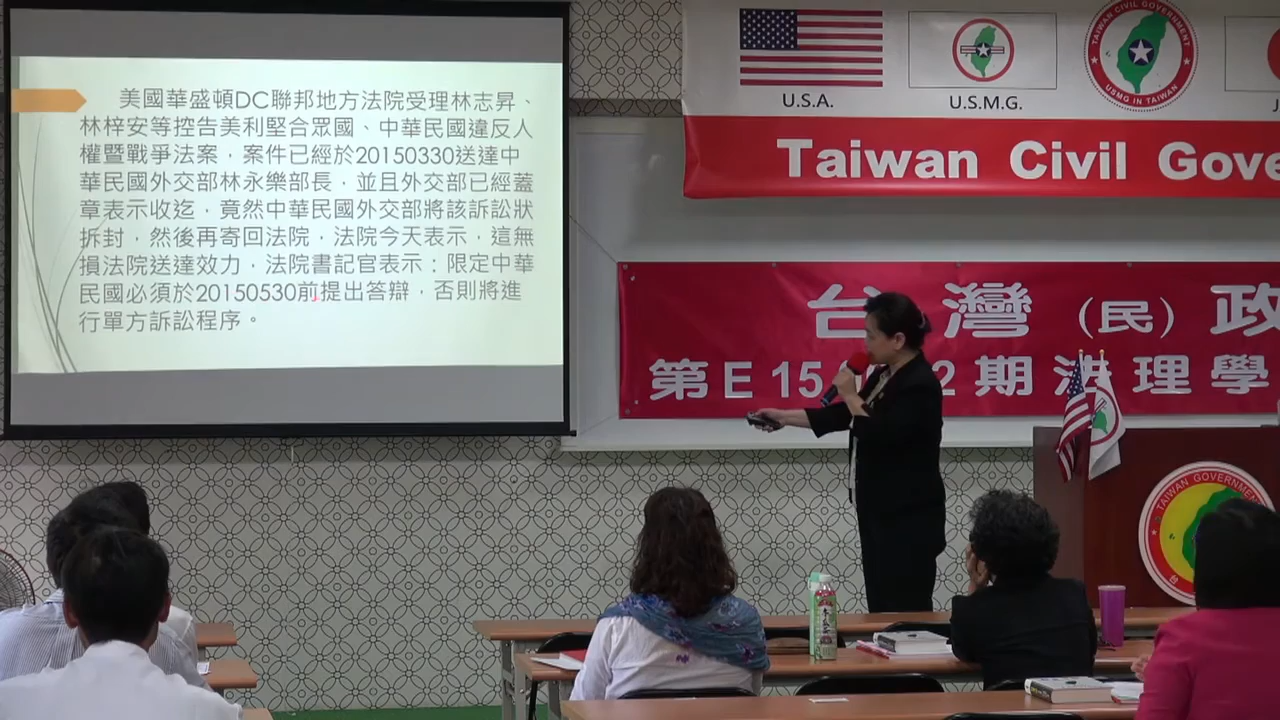 美國華盛頓DC聯邦地方法院受理林志昇、
林梓安等控告美利堅合眾國、中華民國違反人
權暨戰爭法案，案件已經於20150330送達中
華民國外交部林永樂部長，並且外交部已經蓋
章表示收迄，竟然中華民國外交部將該訴訟狀
拆封，然後再寄回法院，法院今天表示，這無
損法院送達效力，法院書記官表示：限定中華
民國必須於20150530前提出答辯，否則將進
行單方訴訟程序。
U.S.A.
U.S.M.G.
TAIWAN CIVIL GOVERNMENT
USMG IN TAIWAN
J
Taiwan Civil Gove
台灣（民）政
第E15 2期法理學
TAIWAN GOVERNMENT
台